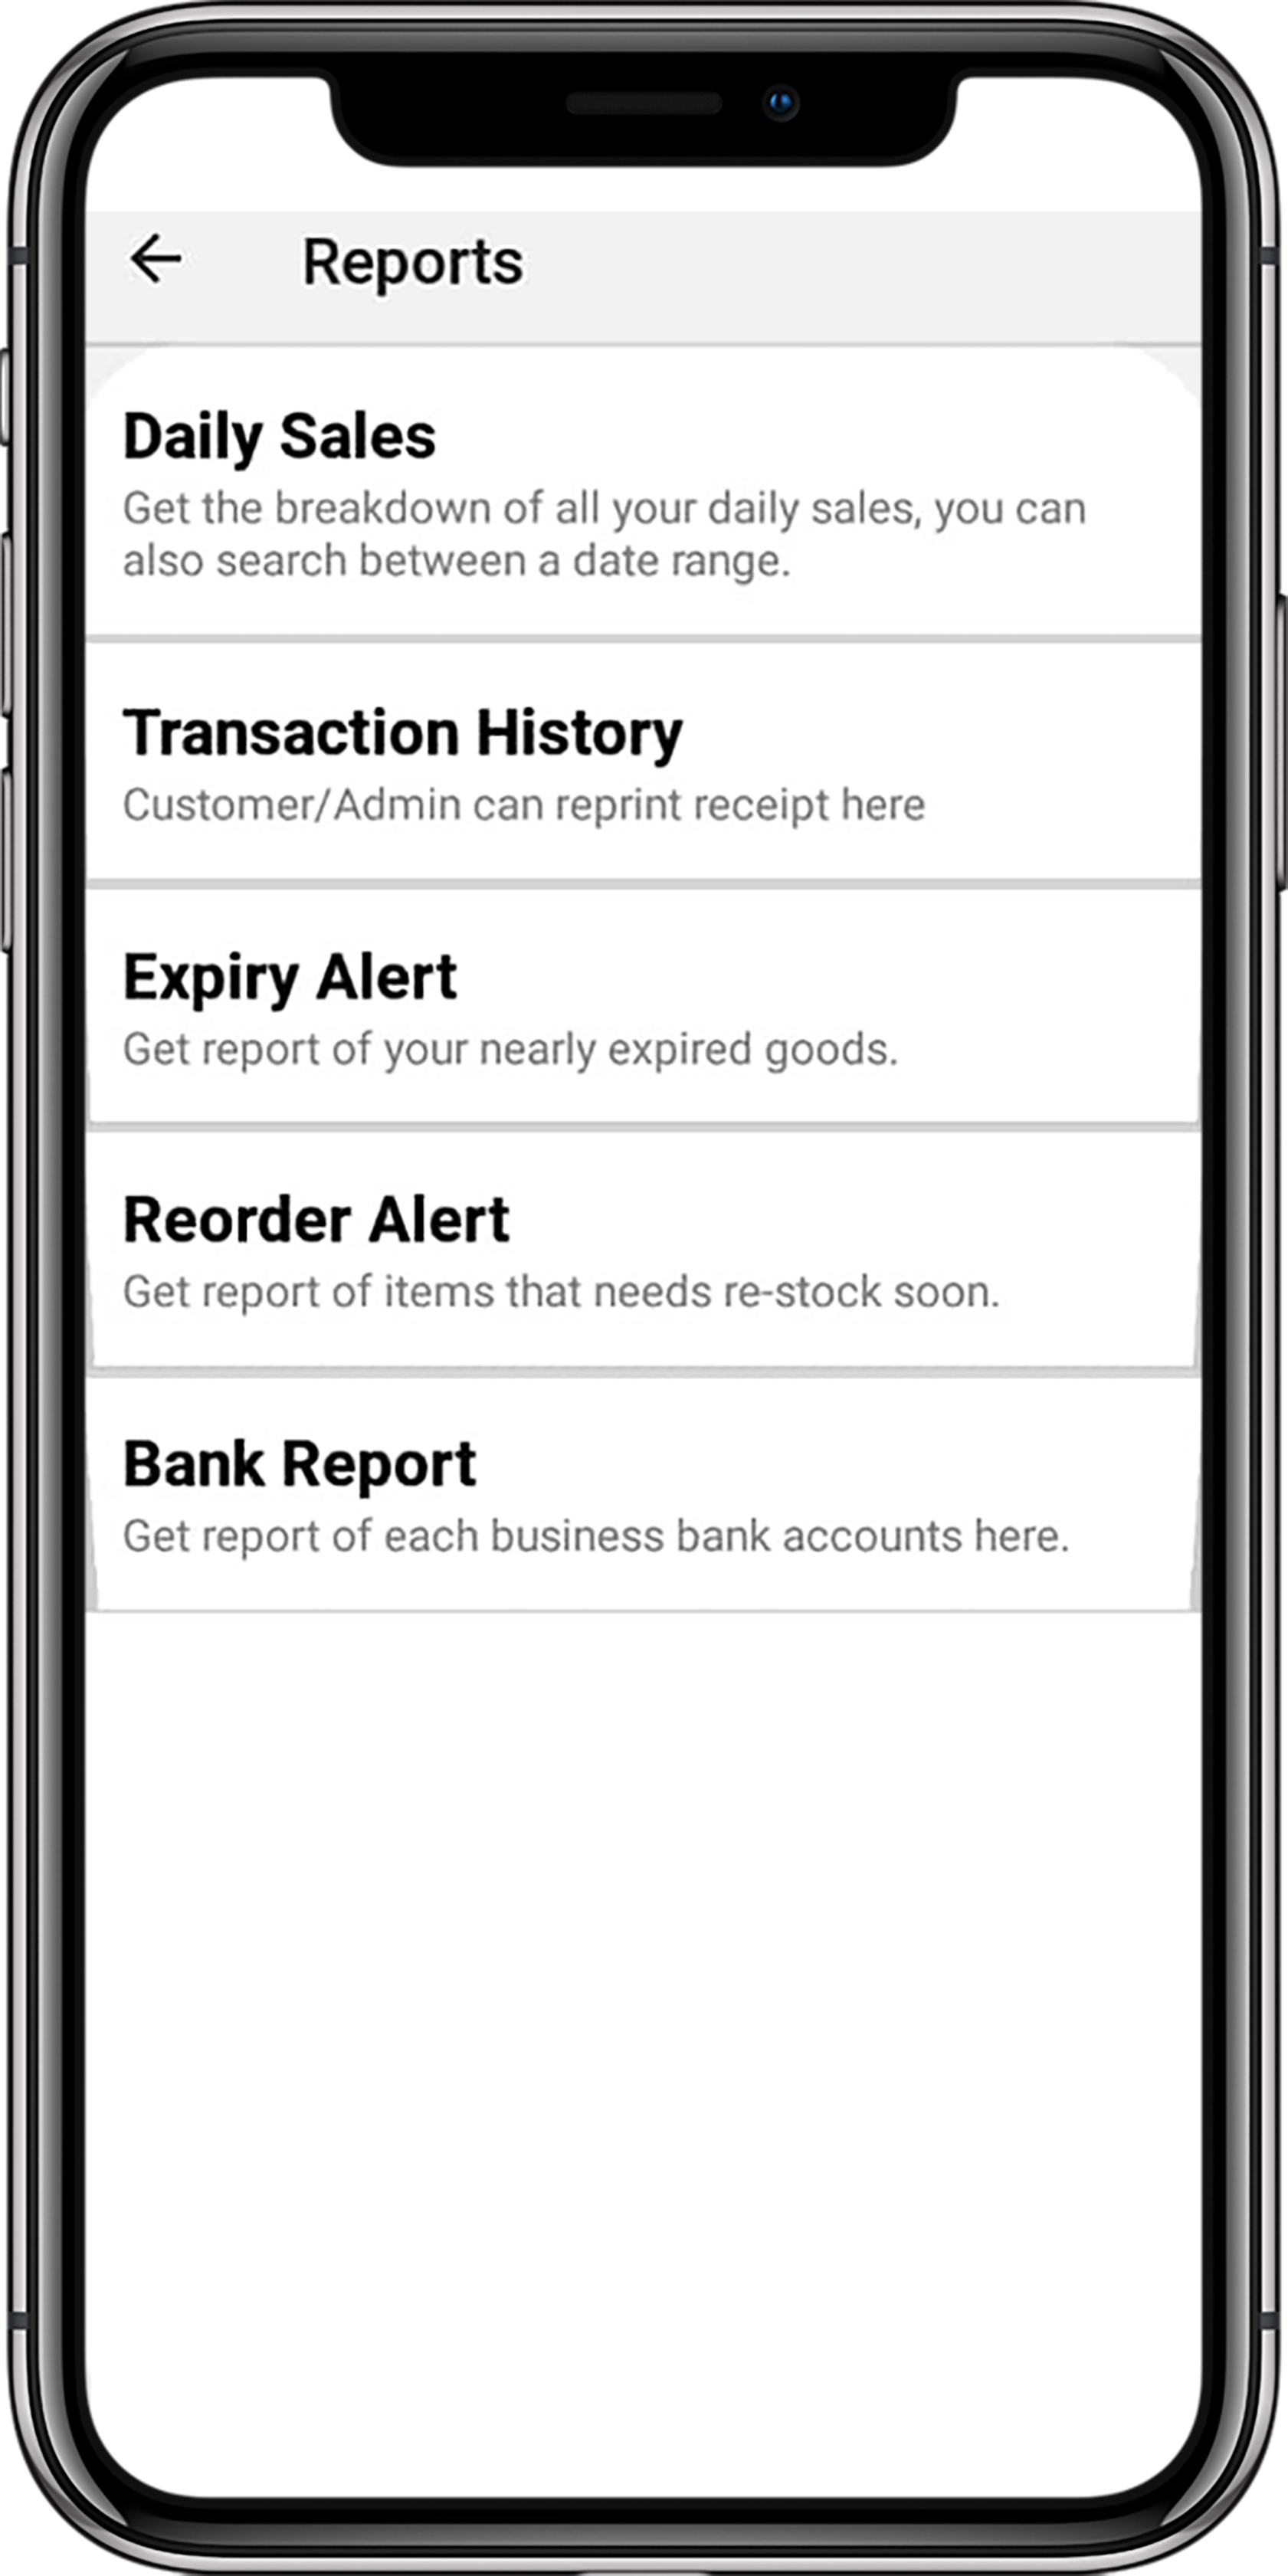 Reports
Daily Sales
Get the breakdown of all your daily sales, you can
also search between a date range.
Transaction History
Customer/Admin can reprint receipt here
Expiry Alert
Get report of your nearly expired goods.
Reorder Alert
Get report of items that needs re-stock soon.
Bank Report
Get report of each business bank accounts here.